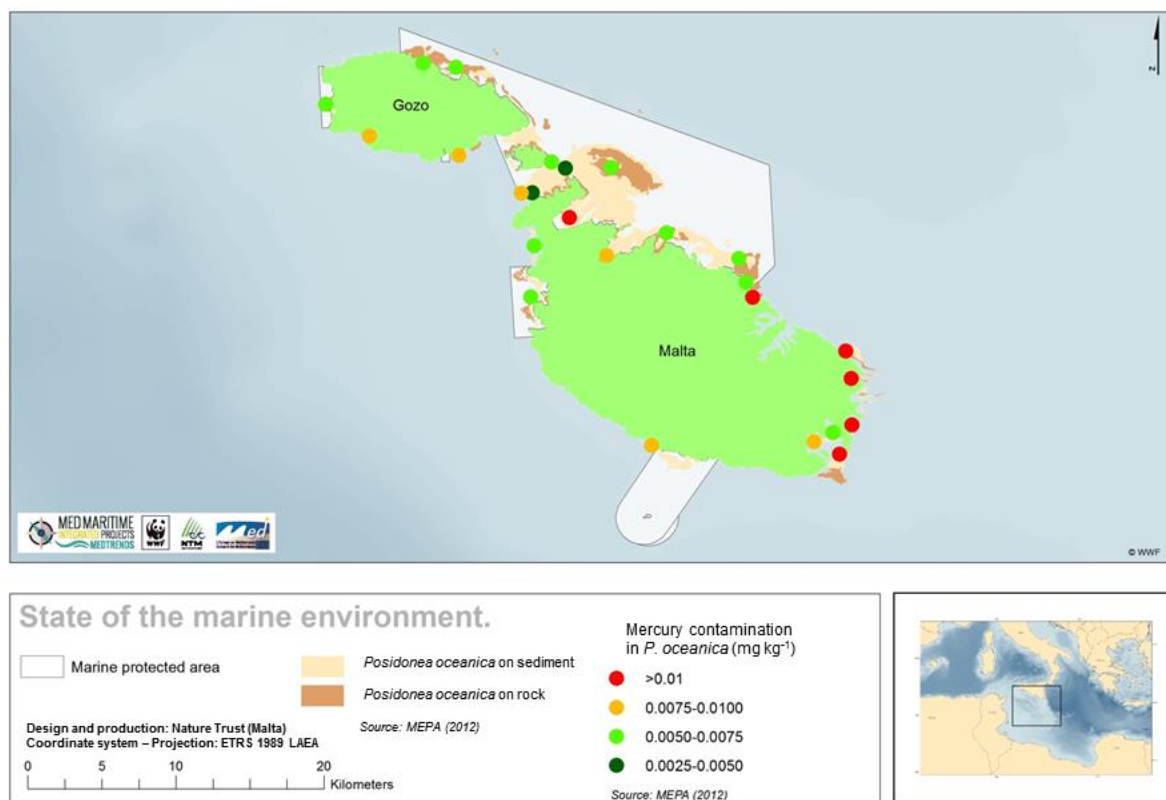 Gozo
Malta
N
MED MARITIME
INTEGRATED PROJECTS
MEDTRENDS
WWF
NTM
Med
© WWF
State of the marine environment.
Marine protected area
Posidonea oceanica on sediment
Posidonea oceanica on rock
Source: MEPA (2012)
Design and production: Nature Trust (Malta)
Coordinate system – Projection: ETRS 1989 LAEA
0 5 10 15 20
Kilometers
Mercury contamination
in P. oceanica (mg kg⁻¹)
>0.01
0.0075-0.0100
0.0050-0.0075
0.0025-0.0050
Source: MEPA (2012)